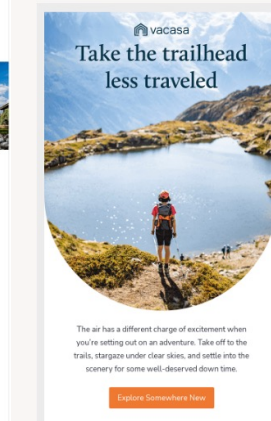 vacasa
Take the trailhead
less traveled
The air has a different charge of excitement when
you're setting out on an adventure. Take off to the
trails, stargaze under clear skies, and settle into the
scenery for some well-deserved down time.
Explore Somewhere New